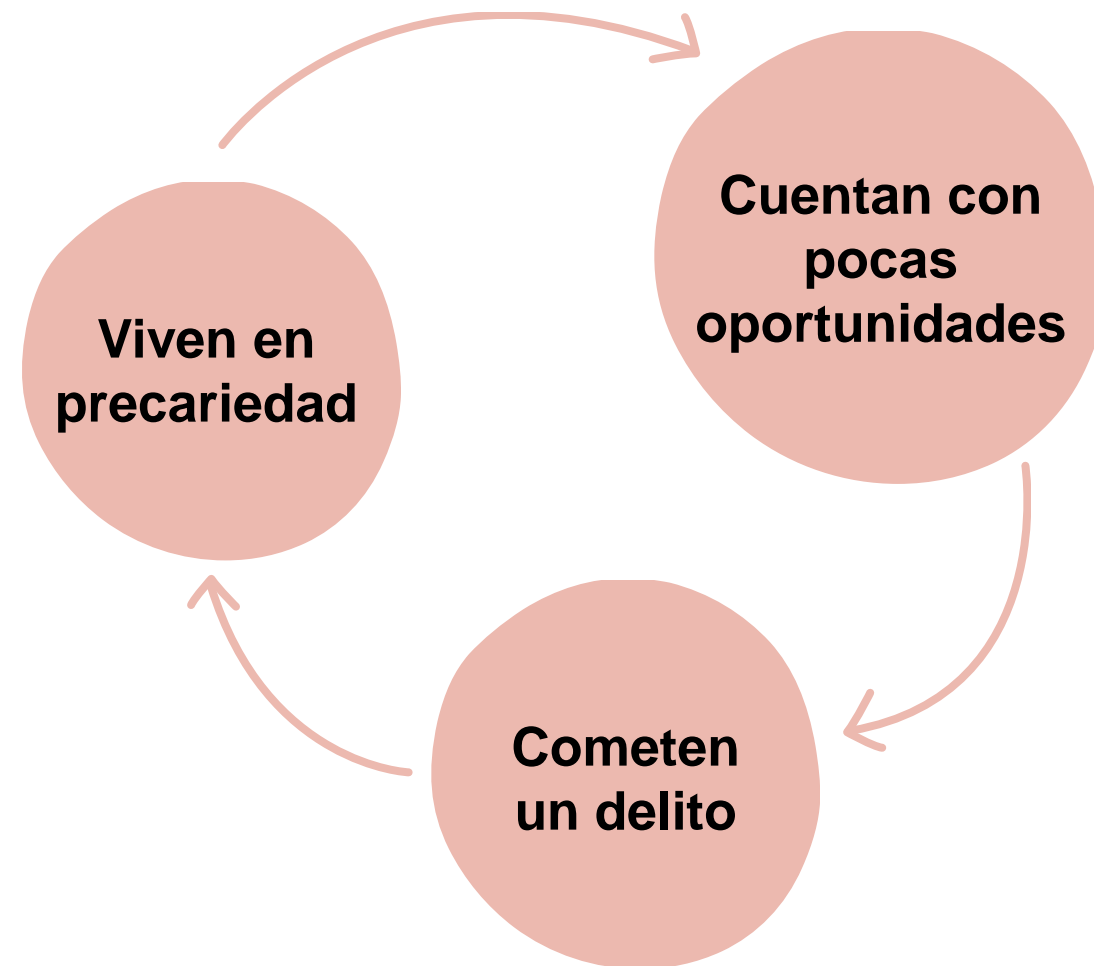 Viven en
precariedad
Cuentan con
pocas
oportunidades
Cometen
un delito